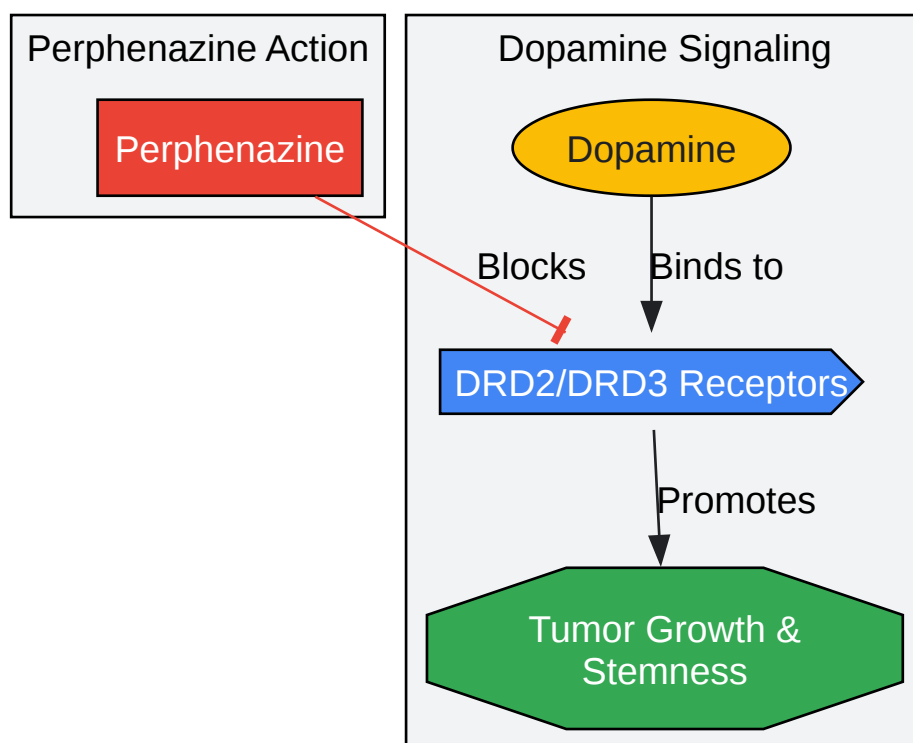 Perphenazine Action
Perphenazine
Dopamine Signaling
Dopamine
Blocks
Binds to
DRD2/DRD3 Receptors
Promotes
Tumor Growth &
Stemness